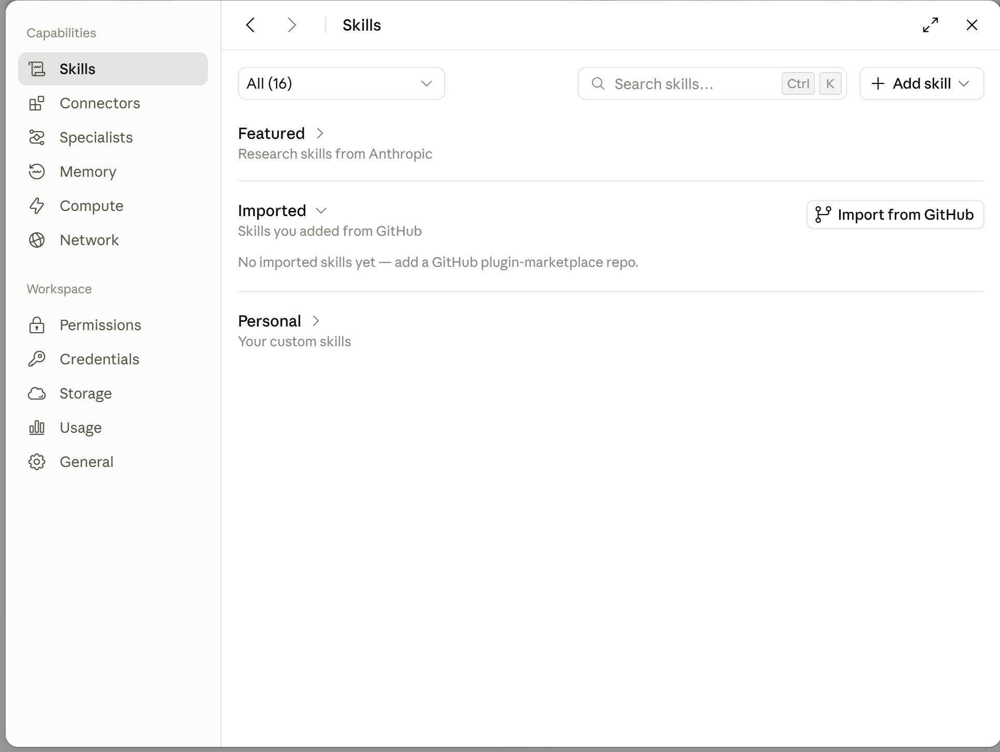 Capabilities
Skills
Connectors
Specialists
Memory
Compute
Network
Workspace
Permissions
Credentials
Storage
Usage
General
Skills
All (16)
Search skills...
Ctrl K
Add skill
Featured
Research skills from Anthropic
Imported
Import from GitHub
Skills you added from GitHub
No imported skills yet — add a GitHub plugin-marketplace repo.
Personal
Your custom skills